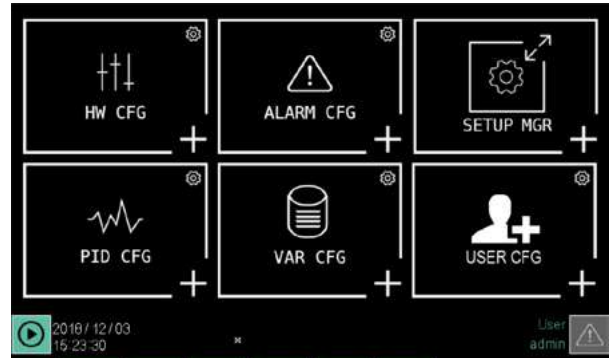 HW CFG
ALARM CFG
SETUP MGR
PID CFG
VAR CFG
USER CFG
2018/12/03
15:23:30
User
admin